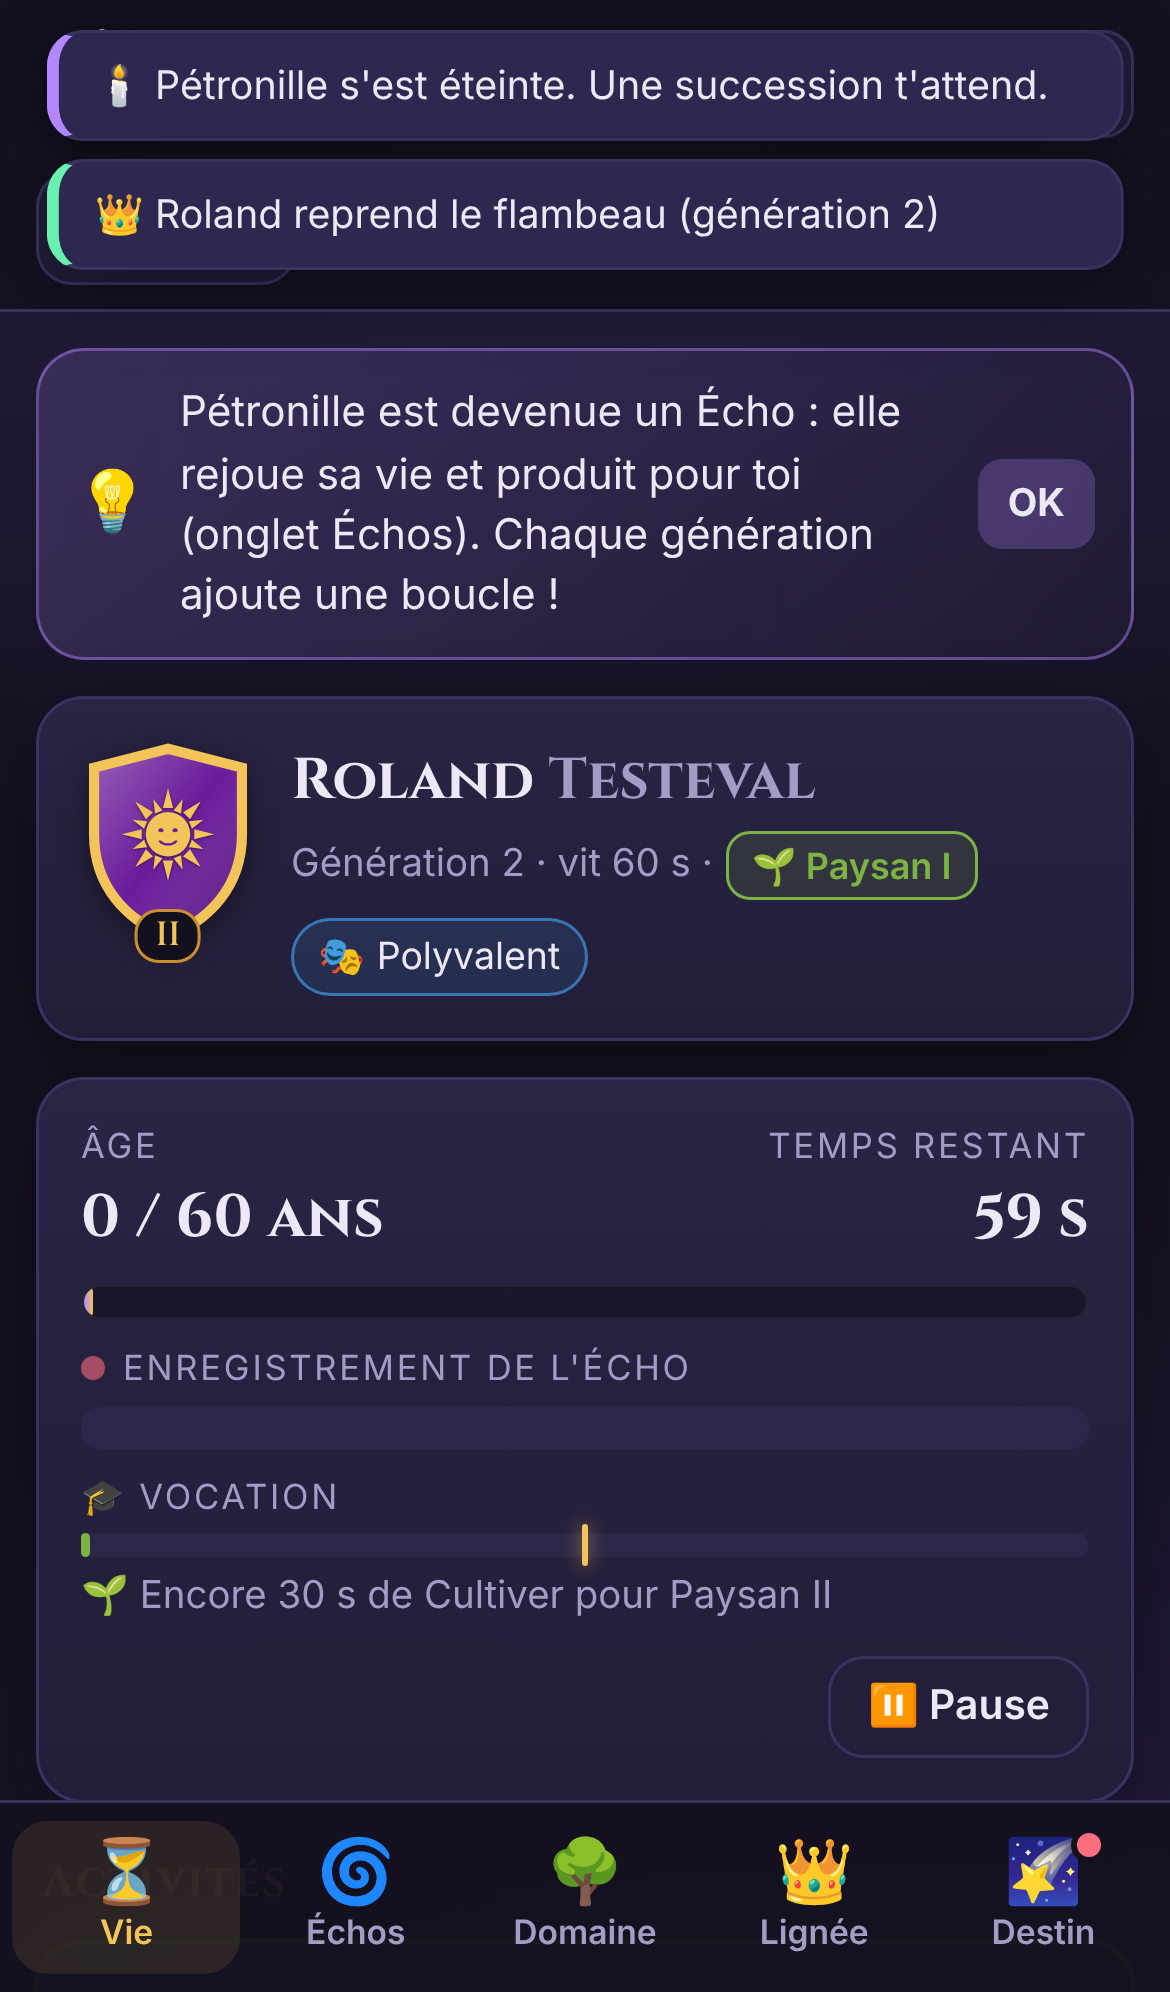 Pétronille s'est éteinte. Une succession t'attend.
Roland reprend le flambeau (génération 2)
Pétronille est devenue un Écho : elle
rejoue sa vie et produit pour toi
(onglet Échos). Chaque génération
ajoute une boucle !
OK
Roland Testeval
II
Génération 2 · vit 60 s · Paysan I
Polyvalent
ÂGE
TEMPS RESTANT
0 / 60 ANS
59 S
ENREGISTREMENT DE L'ÉCHO
VOCATION
Encore 30 s de Cultiver pour Paysan II
Pause
ACTIVITÉS
Vie
Échos
Domaine
Lignée
Destin